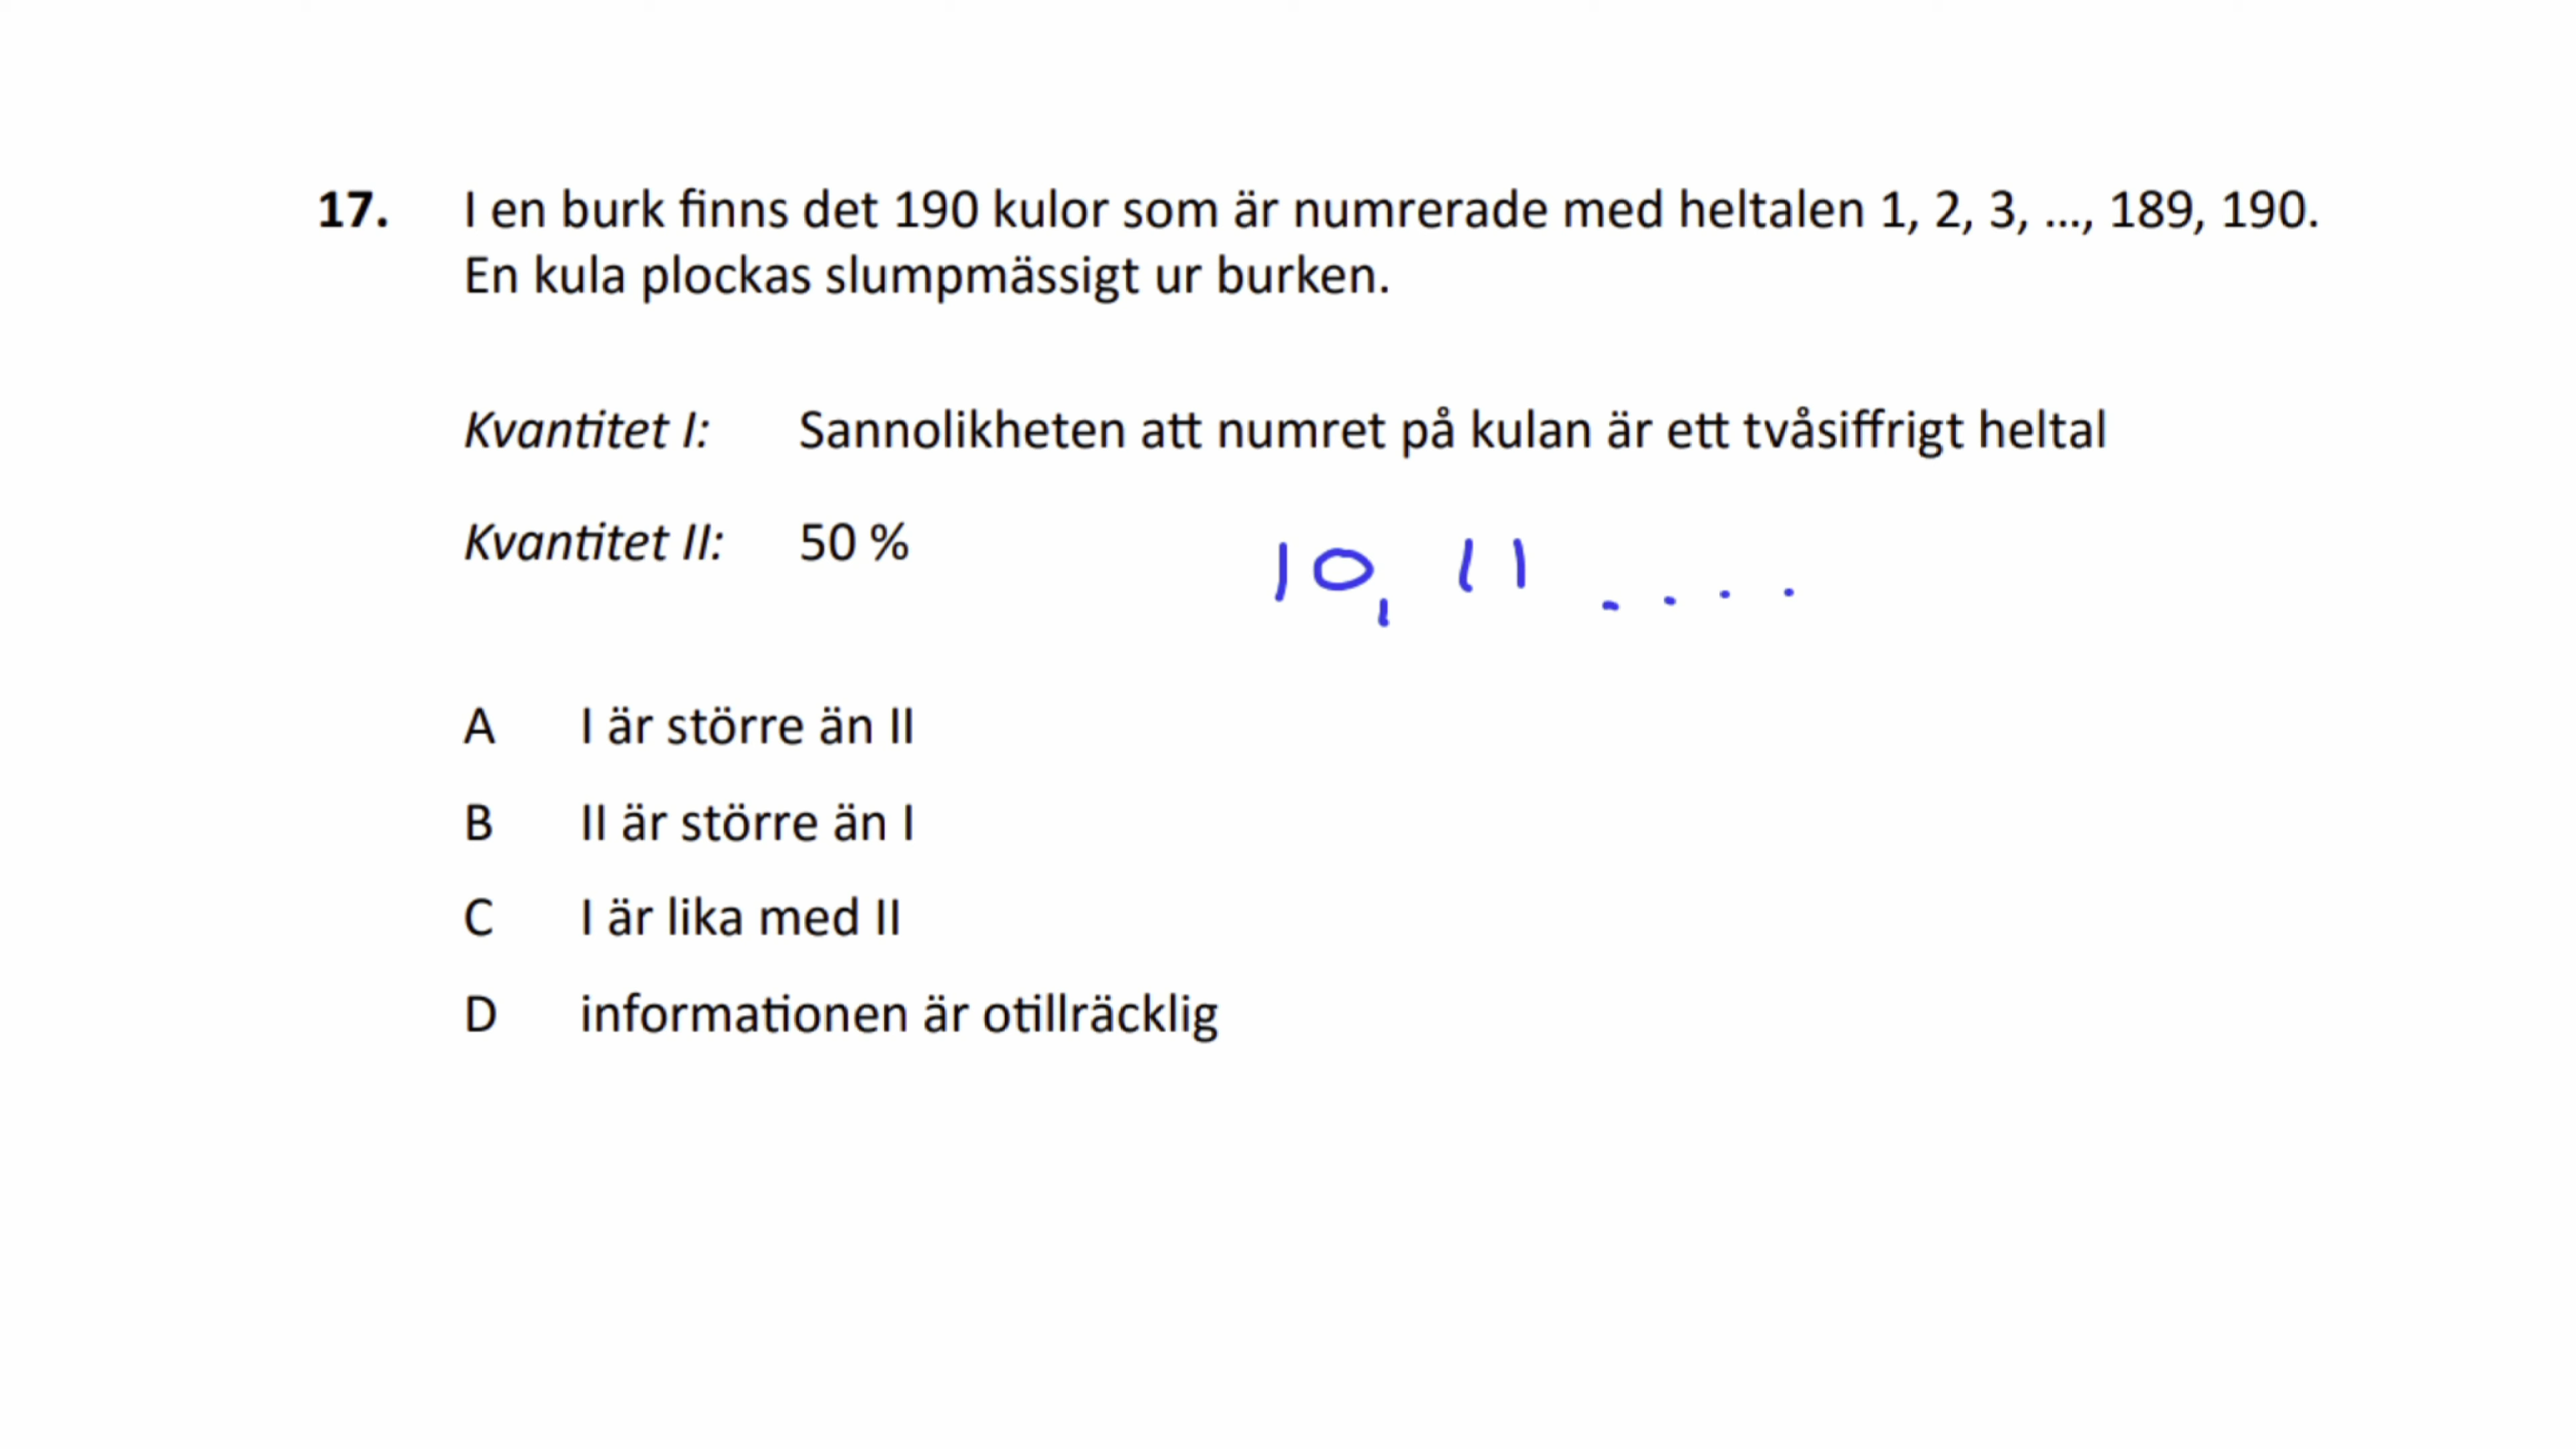 17. I en burk finns det 190 kulor som är numrerade med heltalen 1, 2, 3, ..., 189, 190.
En kula plockas slumpmässigt ur burken.
Kvantitet I: Sannolikheten att numret på kulan är ett tvåsiffrigt heltal
Kvantitet II: 50 %
10, 11 ....
A I är större än II
B II är större än I
C I är lika med II
D informationen är otillräcklig